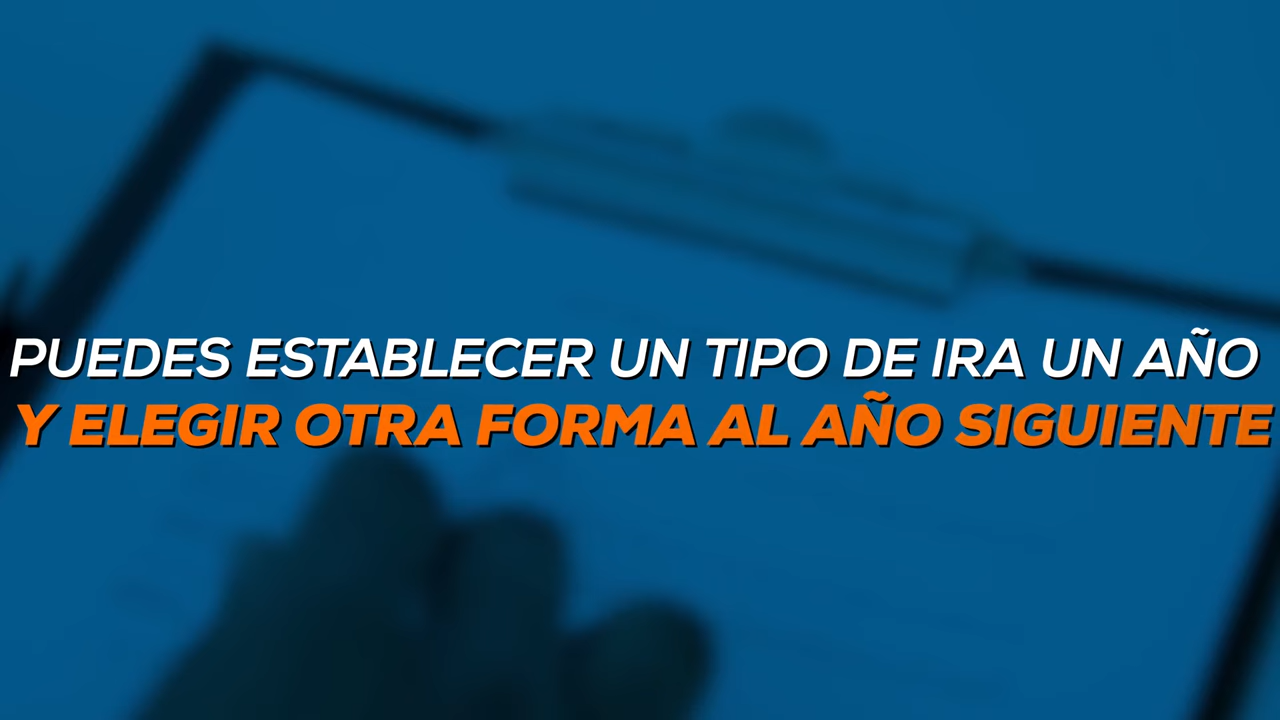 PUEDES ESTABLECER UN TIPO DE IRA UN AÑO
Y ELEGIR OTRA FORMA AL AÑO SIGUIENTE